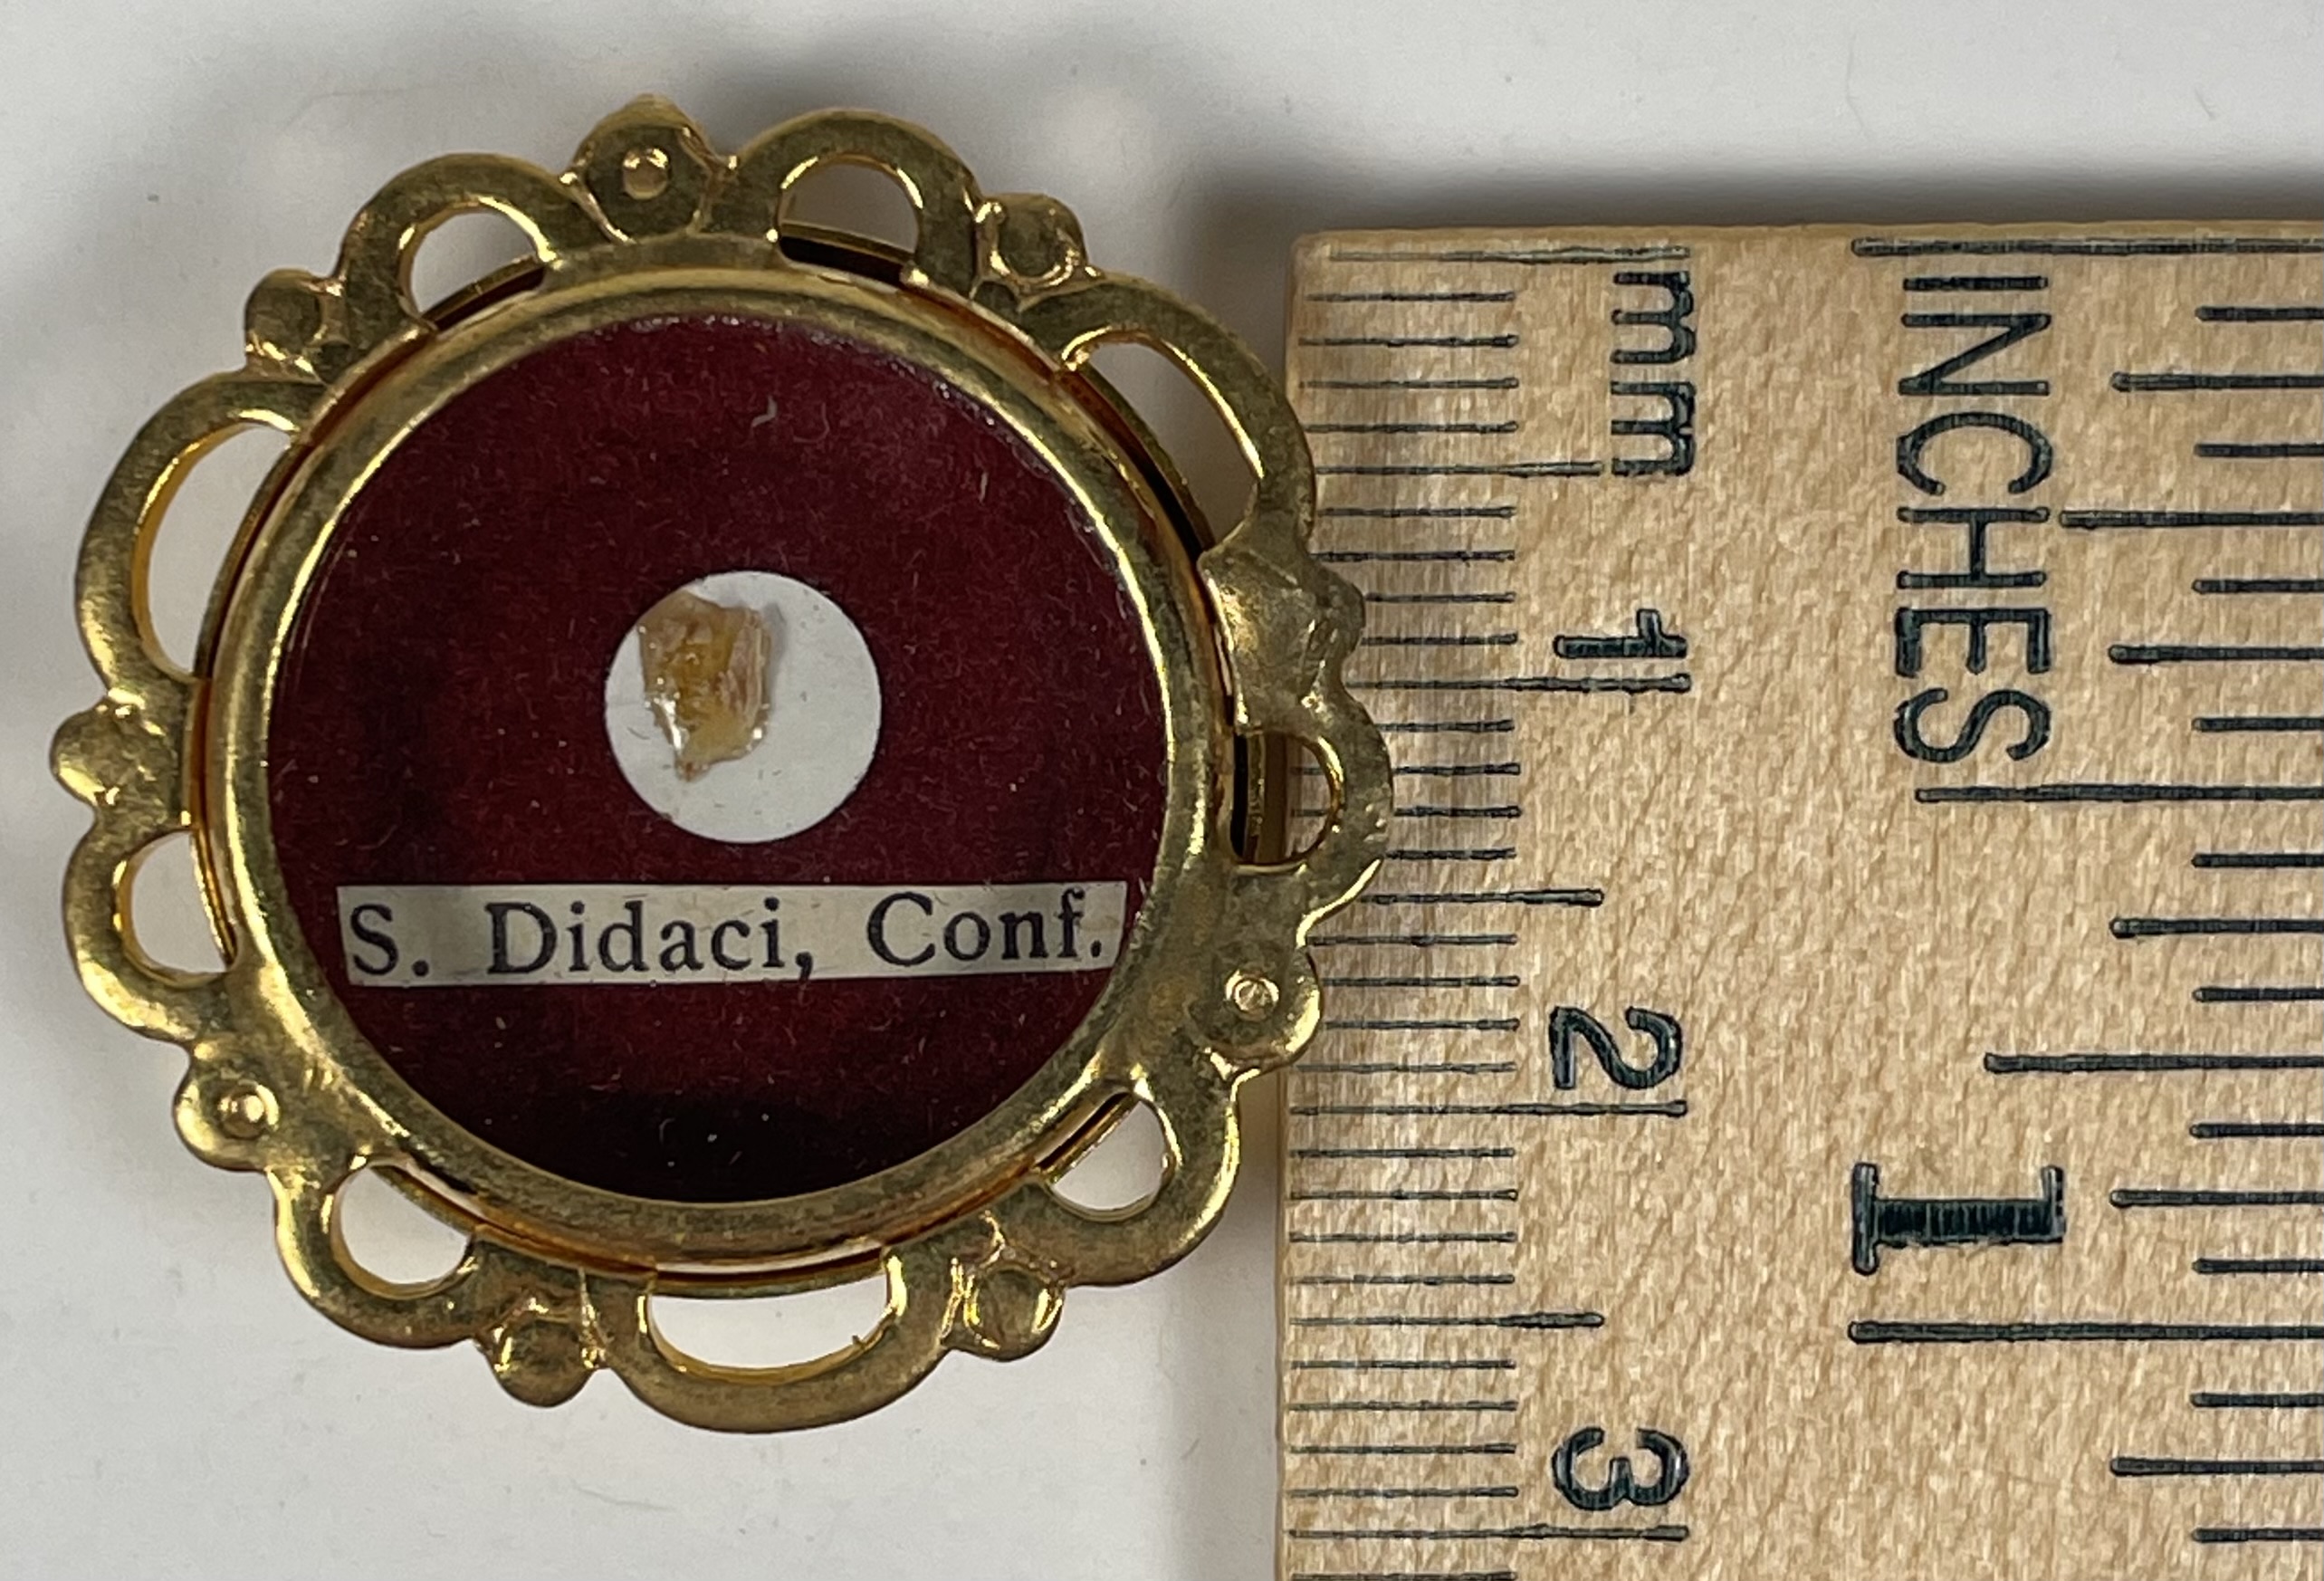 S. Didaci, Conf.
mm
1
2
3
INCHES
1